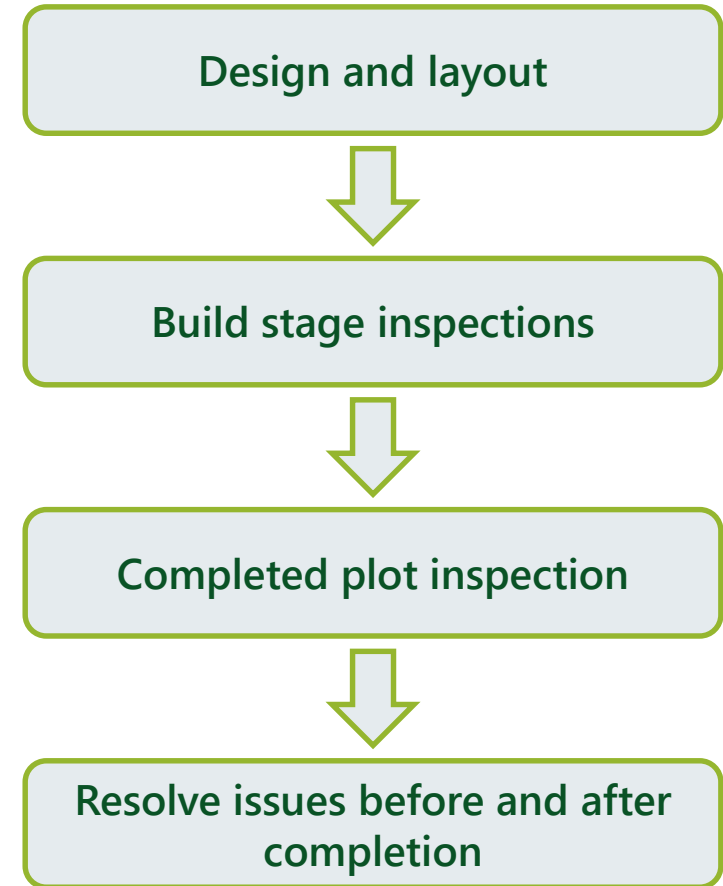 Design and layout
Build stage inspections
Completed plot inspection
Resolve issues before and after
completion